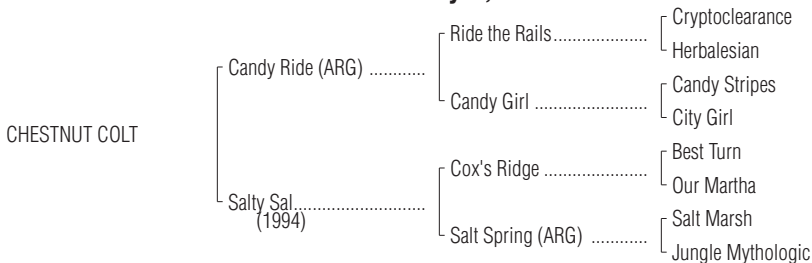 Cryptoclearance
Ride the Rails....................
Herbalesian
Candy Ride (ARG) ............
Candy Stripes
Candy Girl ........................
City Girl
CHESTNUT COLT
Best Turn
Cox's Ridge ......................
Our Martha
Salty Sal............................
(1994)
Salt Marsh
Salt Spring (ARG) ............
Jungle Mythologic